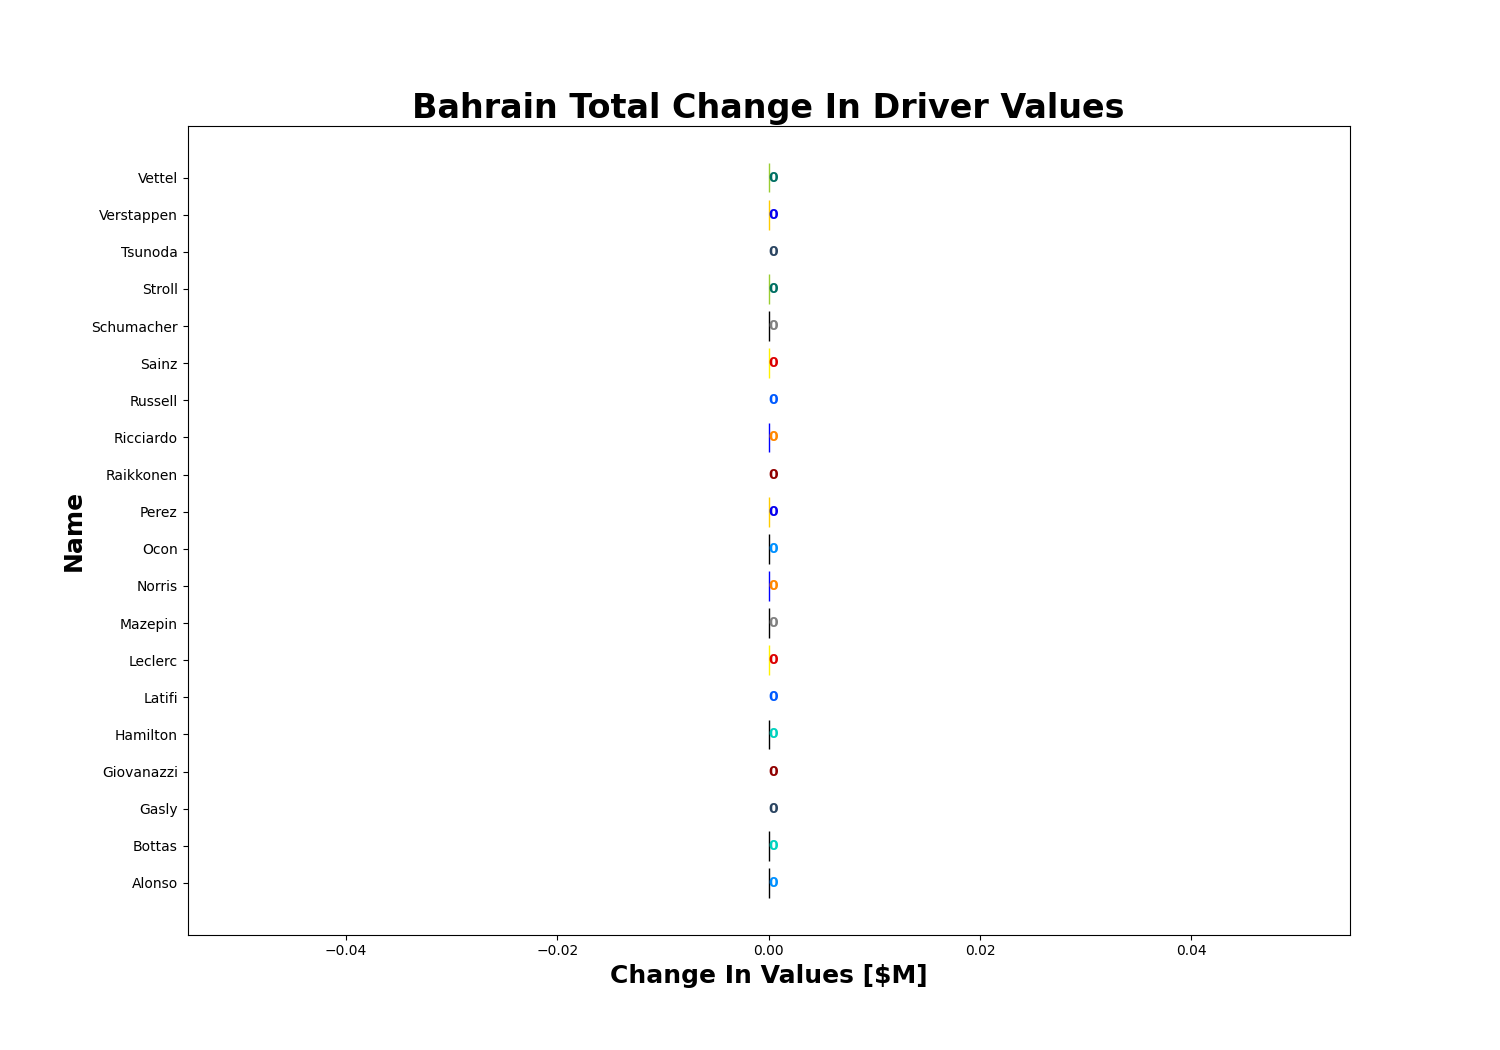 Bahrain Total Change In Driver Values
Vettel 0
Verstappen 0
Tsunoda 0
Stroll 0
Schumacher 0
Sainz 0
Russell 0
Ricciardo 0
Raikkonen 0
Perez 0
Ocon 0
Norris 0
Mazepin 0
Leclerc 0
Latifi 0
Hamilton 0
Giovanazzi 0
Gasly 0
Bottas 0
Alonso 0
Name
−0.04 −0.02 0.00 0.02 0.04
Change In Values [$M]